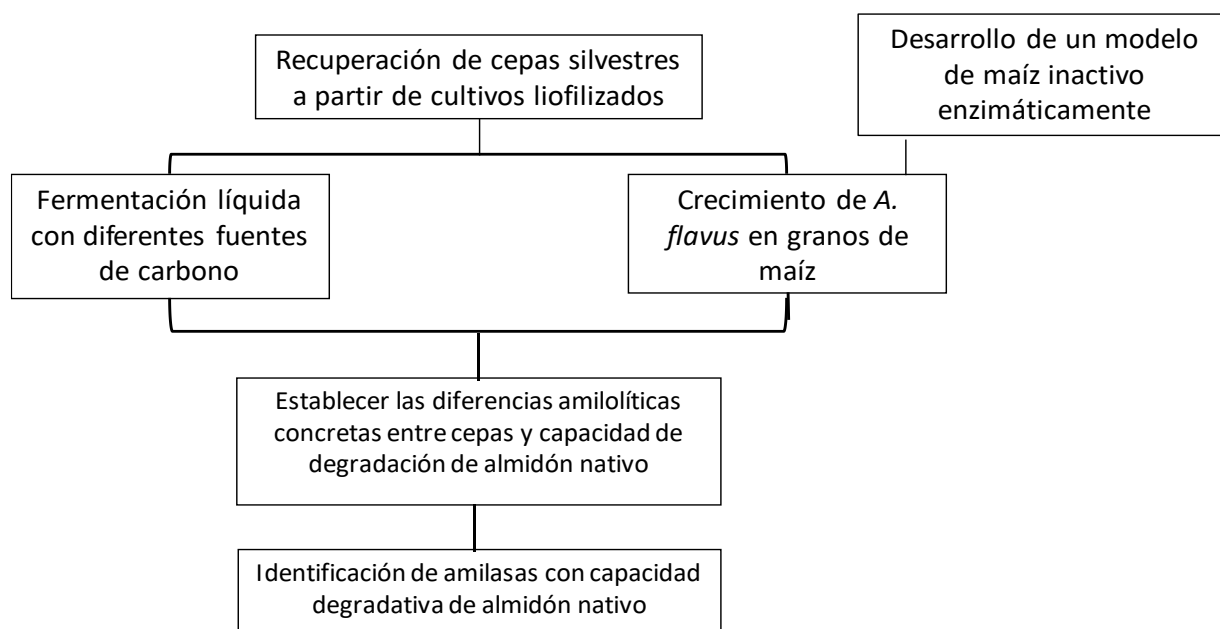 Recuperación de cepas silvestres
a partir de cultivos liofilizados
Desarrollo de un modelo
de maíz inactivo
enzimáticamente
Fermentación líquida
con diferentes fuentes
de carbono
Crecimiento de A.
flavus en granos de
maíz
Establecer las diferencias amilolíticas
concretas entre cepas y capacidad de
degradación de almidón nativo
Identificación de amilasas con capacidad
degradativa de almidón nativo